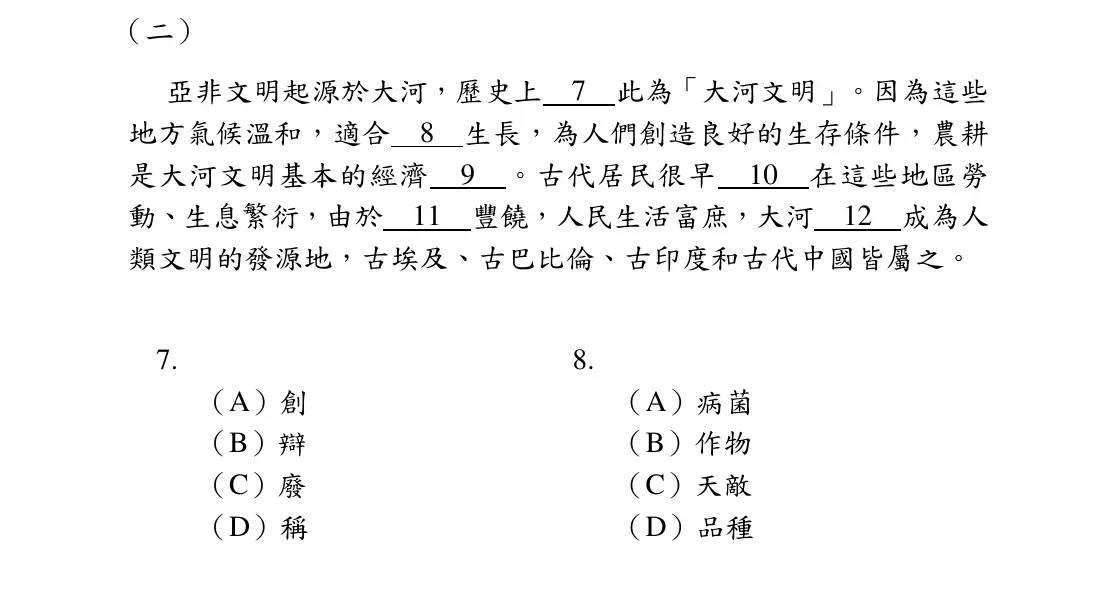 （二）
亞非文明起源於大河，歷史上 7 此為「大河文明」。因為這些
地方氣候溫和，適合 8 生長，為人們創造良好的生存條件，農耕
是大河文明基本的經濟 9 。古代居民很早 10 在這些地區勞
動、生息繁衍，由於 11 豐饒，人民生活富庶，大河 12 成為人
類文明的發源地，古埃及、古巴比倫、古印度和古代中國皆屬之。
7. 8.
（A）創 （A）病菌
（B）辯 （B）作物
（C）廢 （C）天敵
（D）稱 （D）品種